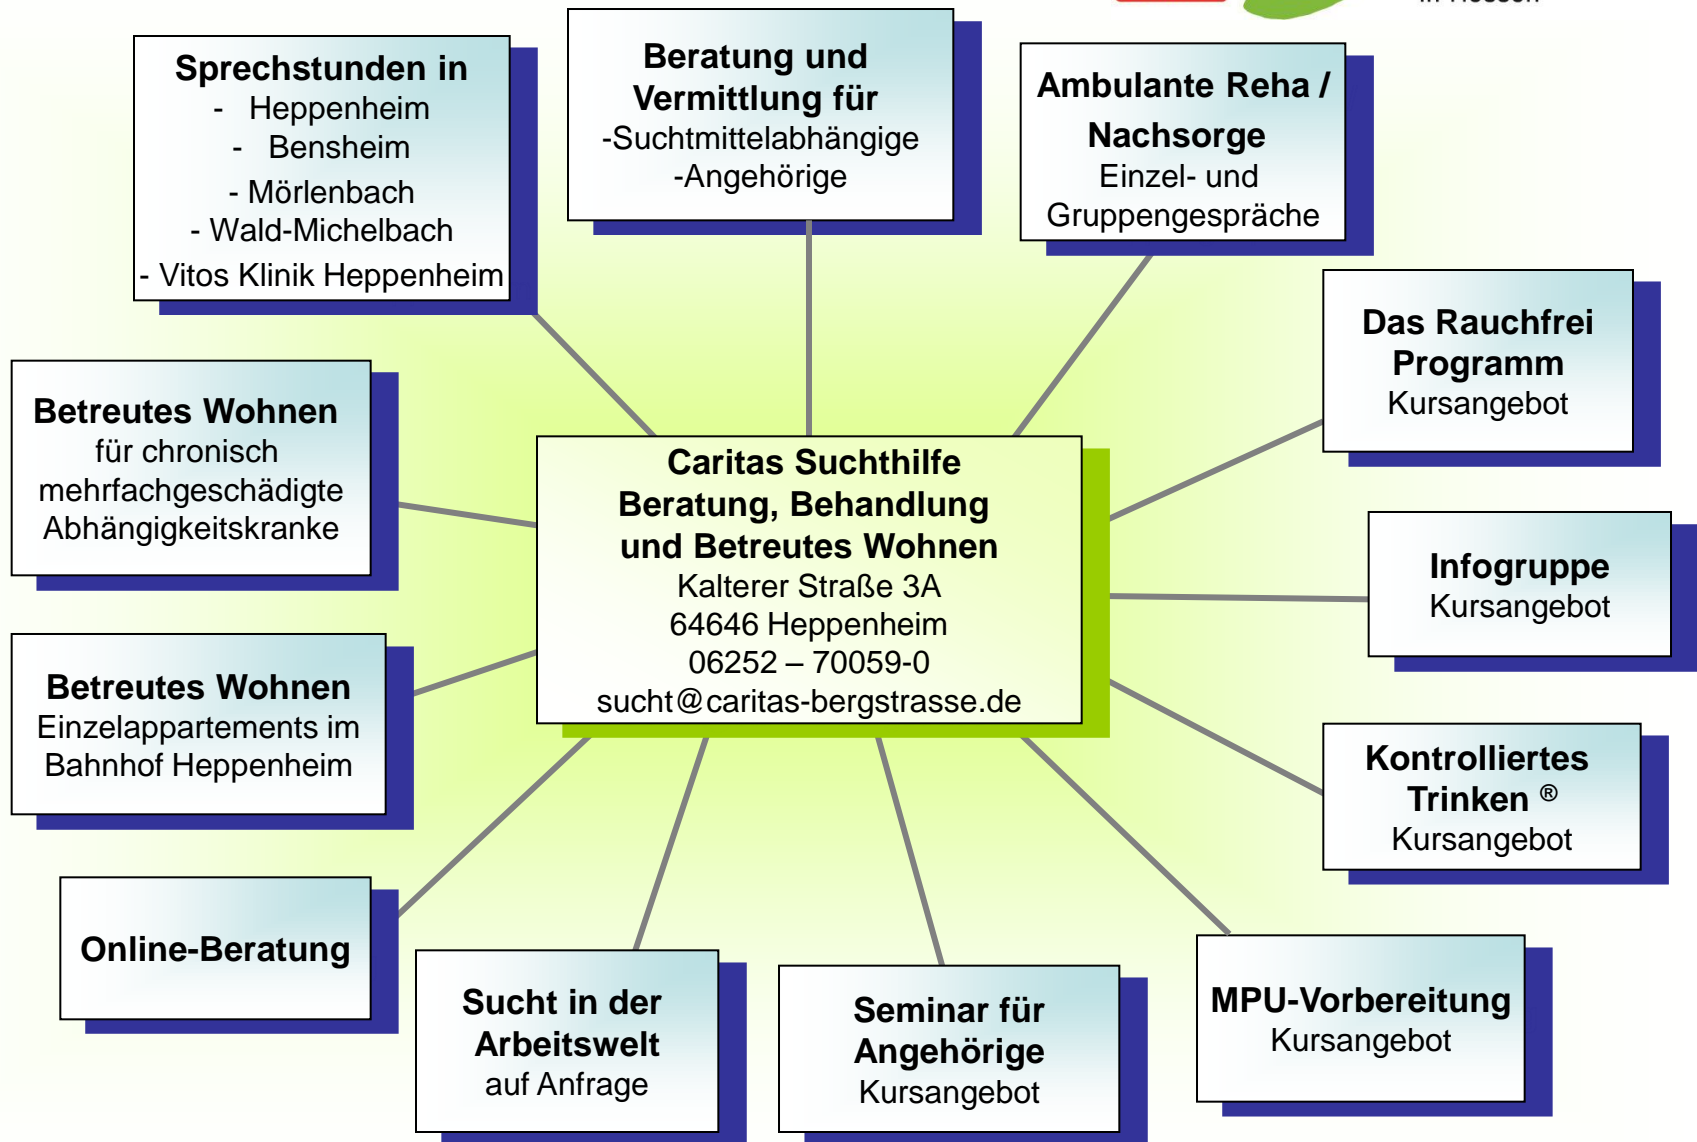 Sprechstunden in
- Heppenheim
- Bensheim
- Mörlenbach
- Wald-Michelbach
- Vitos Klinik Heppenheim
Beratung und
Vermittlung für
-Suchtmittelabhängige
-Angehörige
Ambulante Reha /
Nachsorge
Einzel- und
Gruppengespräche
Das Rauchfrei
Programm
Kursangebot
Betreutes Wohnen
für chronisch
mehrfachgeschädigte
Abhängigkeitskranke
Caritas Suchthilfe
Beratung, Behandlung
und Betreutes Wohnen
Kalterer Straße 3A
64646 Heppenheim
06252 – 70059-0
sucht@caritas-bergstrasse.de
Infogruppe
Kursangebot
Betreutes Wohnen
Einzelappartements im
Bahnhof Heppenheim
Kontrolliertes
Trinken ®
Kursangebot
Online-Beratung
Sucht in der
Arbeitswelt
auf Anfrage
Seminar für
Angehörige
Kursangebot
MPU-Vorbereitung
Kursangebot